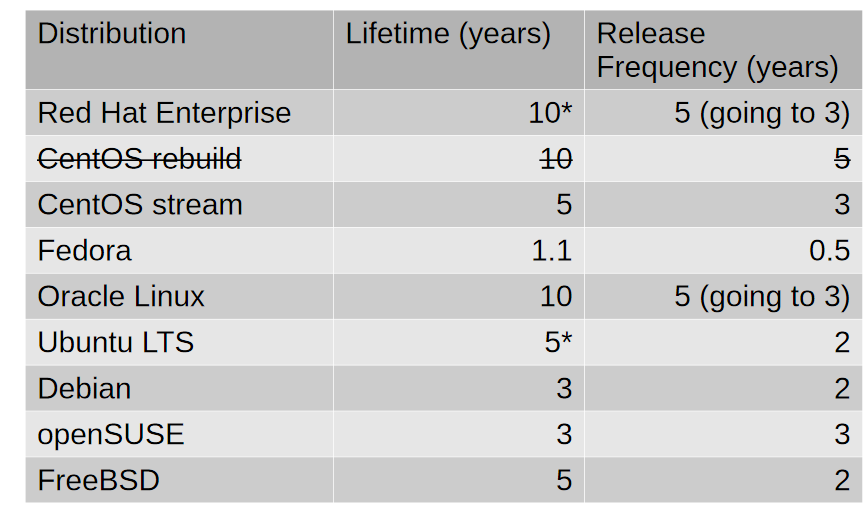 Distribution Lifetime (years) Release
Frequency (years)
Red Hat Enterprise 10* 5 (going to 3)
CentOS rebuild 10 5
CentOS stream 5 3
Fedora 1.1 0.5
Oracle Linux 10 5 (going to 3)
Ubuntu LTS 5* 2
Debian 3 2
openSUSE 3 3
FreeBSD 5 2